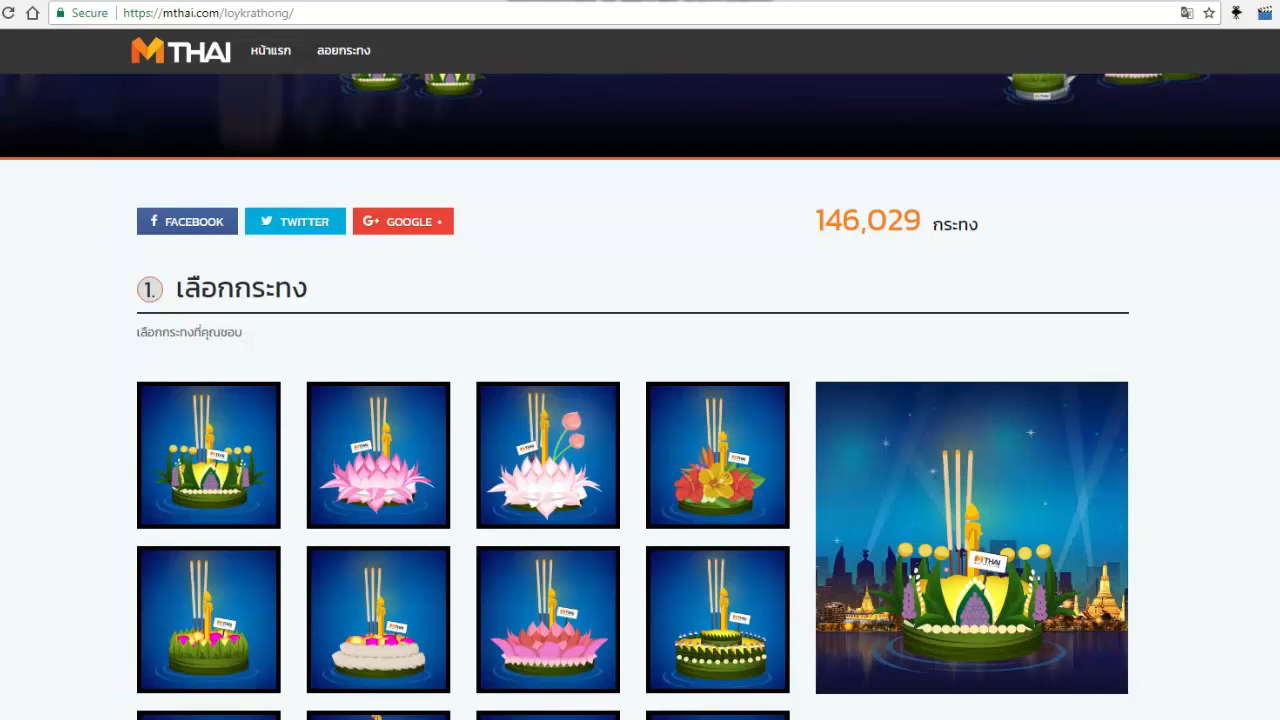 Secure https://mthai.com/loykrathong/
MTHAI หน้าแรก ลอยกระทง
FACEBOOK TWITTER G+ GOOGLE +
146,029 กระทง
1. เลือกกระทง
เลือกกระทงที่คุณชอบ
MTHAI